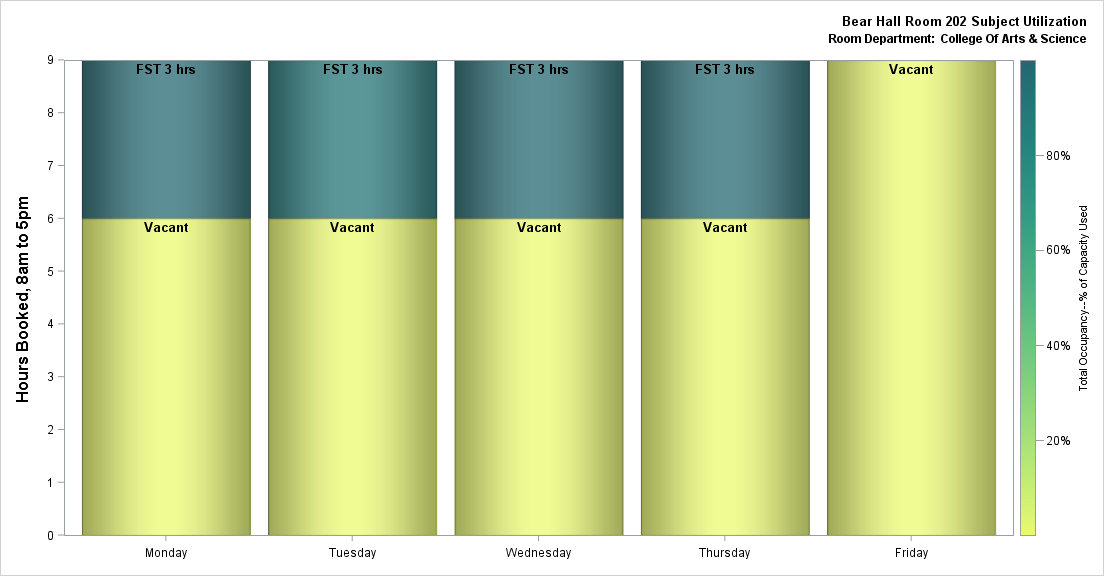 Bear Hall Room 202 Subject Utilization
Room Department: College Of Arts & Science
Hours Booked, 8am to 5pm
9
8
7
6
5
4
3
2
1
0
FST 3 hrs
FST 3 hrs
FST 3 hrs
FST 3 hrs
Vacant
Vacant
Vacant
Vacant
Vacant
Monday
Tuesday
Wednesday
Thursday
Friday
80%
60%
40%
20%
Total Occupancy--% of Capacity Used